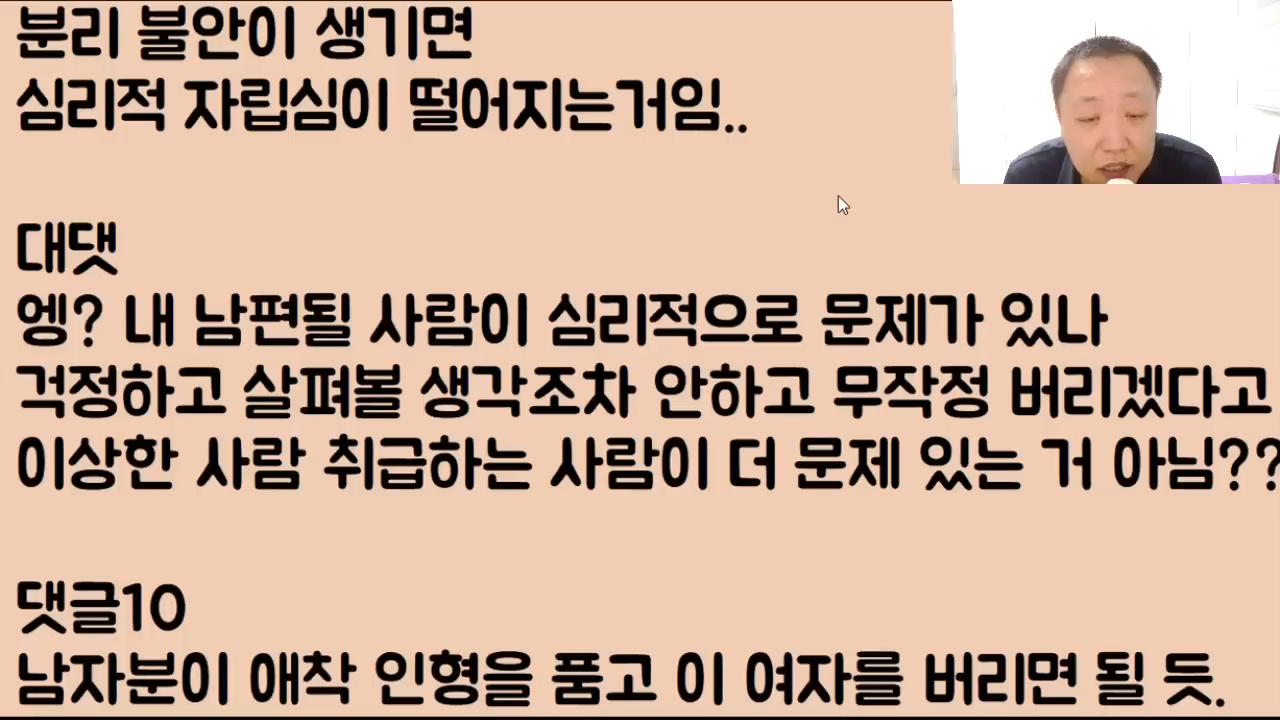 분리 불안이 생기면
심리적 자립심이 떨어지는거임..
대댓
엥? 내 남편될 사람이 심리적으로 문제가 있나
걱정하고 살펴볼 생각조차 안하고 무작정 버리겠다고
이상한 사람 취급하는 사람이 더 문제 있는 거 아님??
댓글10
남자분이 애착 인형을 품고 이 여자를 버리면 될 듯.